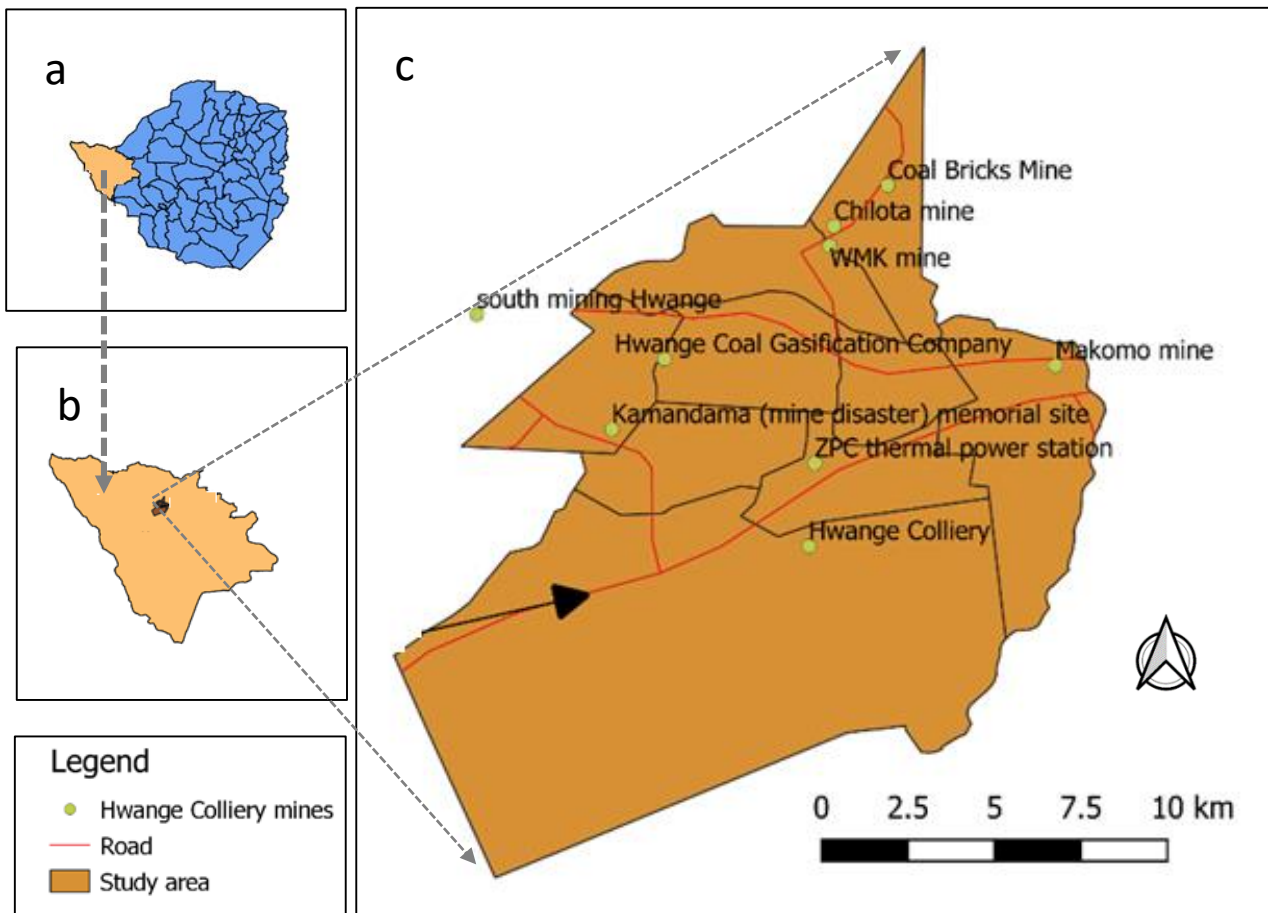 a
b
c
Coal Bricks Mine
Chilota mine
WMK mine
south mining Hwange
Hwange Coal Gasification Company
Makomo mine
Kamandama (mine disaster) memorial site
ZPC thermal power station
Hwange Colliery
0 2.5 5 7.5 10 km
Legend
Hwange Colliery mines
Road
Study area